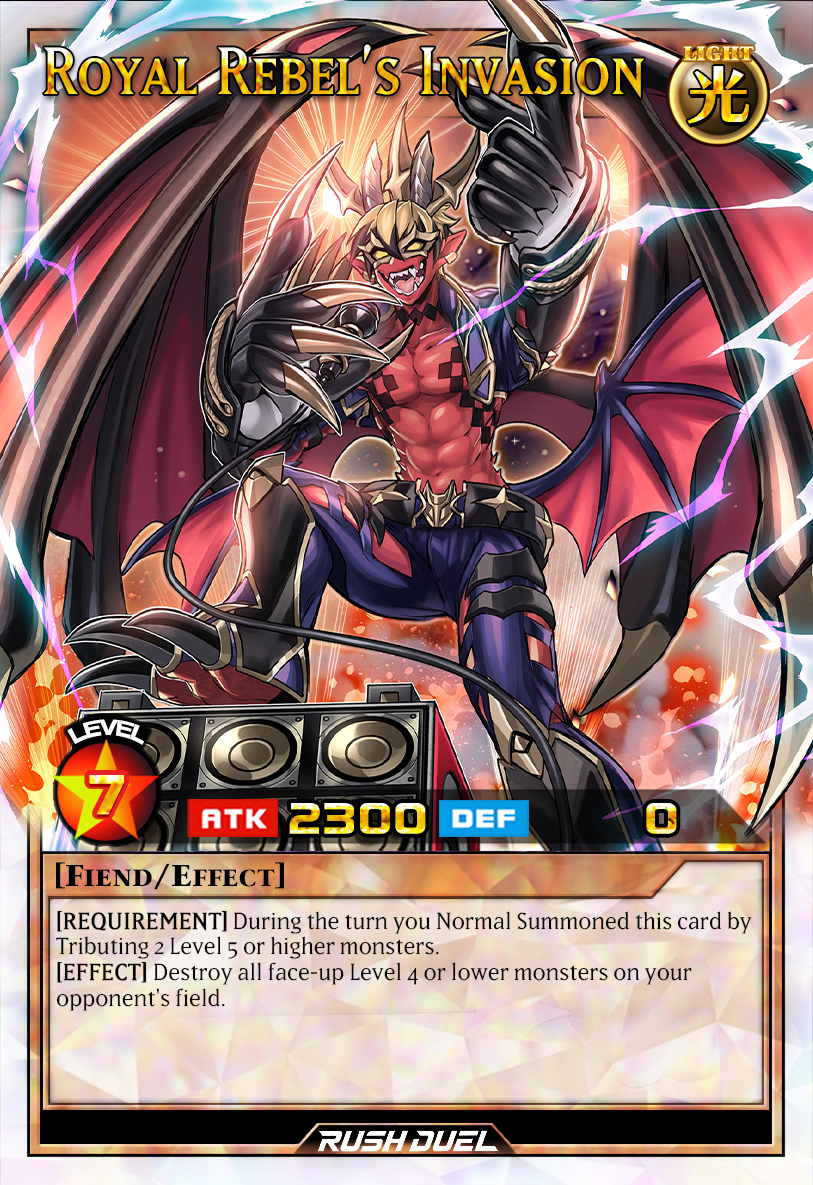 Royal Rebel's Invasion
LIGHT
光
LEVEL
7
ATK 2300 DEF 0
[Fiend/Effect]
[REQUIREMENT] During the turn you Normal Summoned this card by
Tributing 2 Level 5 or higher monsters.
[EFFECT] Destroy all face-up Level 4 or lower monsters on your
opponent's field.
RUSH DUEL